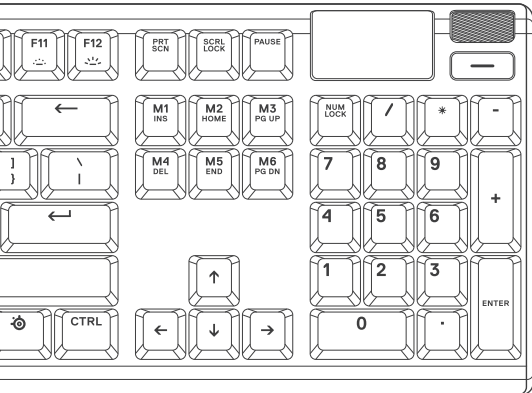 F11
F12
PRT
SCN
SCRL
LOCK
PAUSE
M1
INS
M2
HOME
M3
PG UP
NUM
LOCK
/
*
-
]
}
\
|
M4
DEL
M5
END
M6
PG DN
7
8
9
+
4
5
6
1
2
3
ENTER
CTRL
0
.